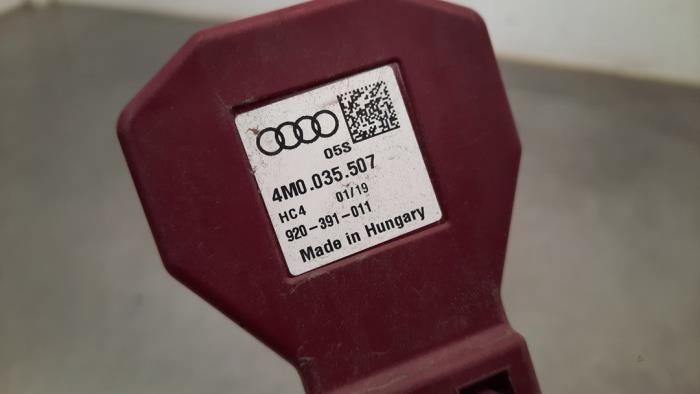 05S
4M0.035.507
HC4 01/19
920-391-011
Made in Hungary